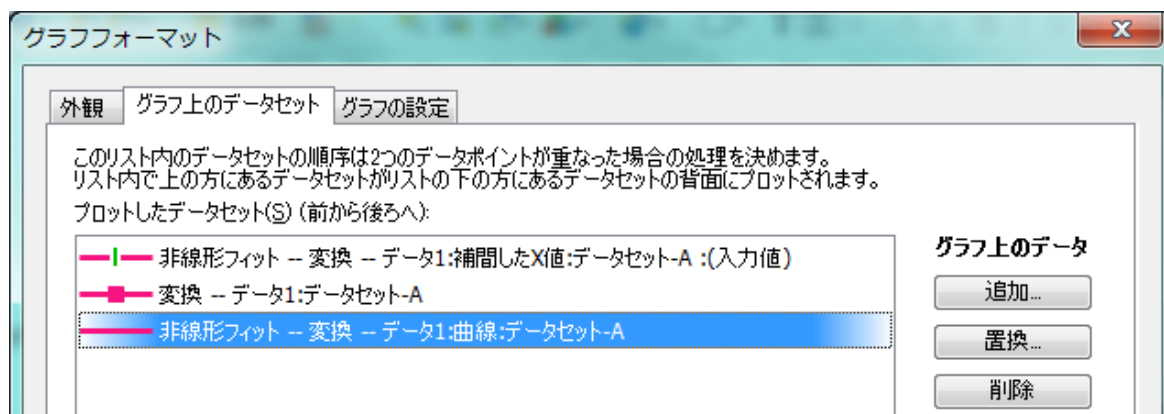 グラフフォーマット
外観 グラフ上のデータセット グラフの設定
このリスト内のデータセットの順序は2つのデータポイントが重なった場合の処理を決めます。
リスト内で上の方にあるデータセットがリストの下の方にあるデータセットの背面にプロットされます。
プロットしたデータセット(S) (前から後ろへ):
非線形フィット -- 変換 -- データ1:補間したX値:データセット-A :(入力値)
変換 -- データ1:データセット-A
非線形フィット -- 変換 -- データ1:曲線:データセット-A
グラフ上のデータ
追加...
置換...
削除